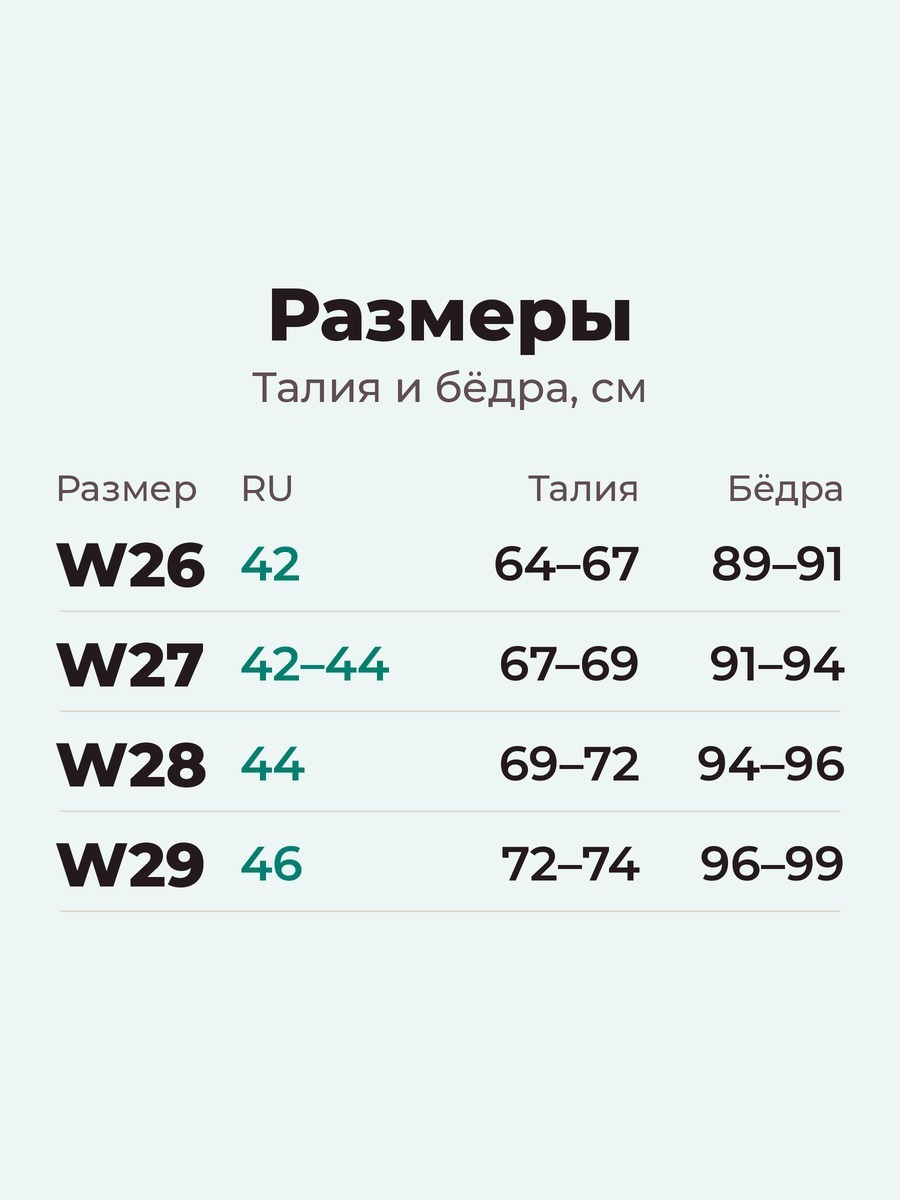 Размеры
Талия и бёдра, см
Размер RU Талия Бёдра
W26 42 64–67 89–91
W27 42–44 67–69 91–94
W28 44 69–72 94–96
W29 46 72–74 96–99